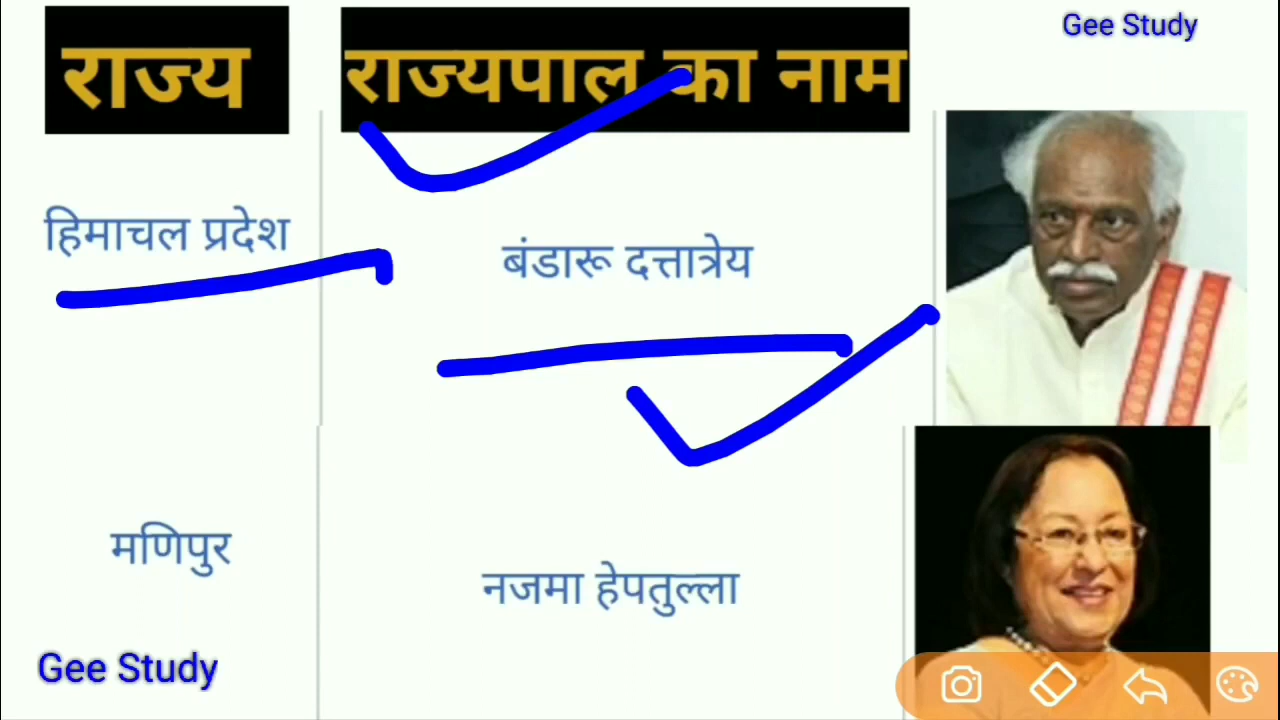 Gee Study
राज्य
राज्यपाल का नाम
हिमाचल प्रदेश
बंडारू दत्तात्रेय
मणिपुर
नजमा हेपतुल्ला
Gee Study